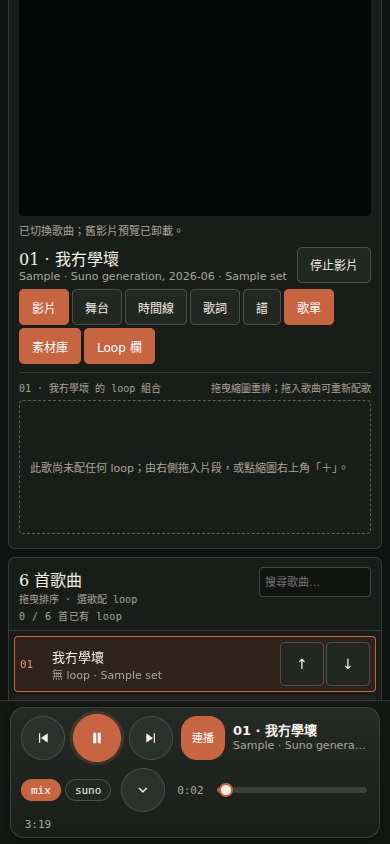 已切換歌曲；舊影片預覽已卸載。
01 · 我冇學壞
Sample · Suno generation, 2026-06 · Sample set
停止影片
影片 舞台 時間線 歌詞 譜 歌單
素材庫 Loop 欄
01 · 我冇學壞 的 loop 組合 拖曳縮圖重排；拖入歌曲可重新配歌
此歌尚未配任何 loop；由右側拖入片段，或點縮圖右上角「＋」。
6 首歌曲
搜尋歌曲…
拖曳排序 · 選歌配 loop
0 / 6 首已有 loop
01 我冇學壞
無 loop · Sample set
↑ ↓
連播
01 · 我冇學壞
Sample · Suno genera…
mix suno 0:02
3:19